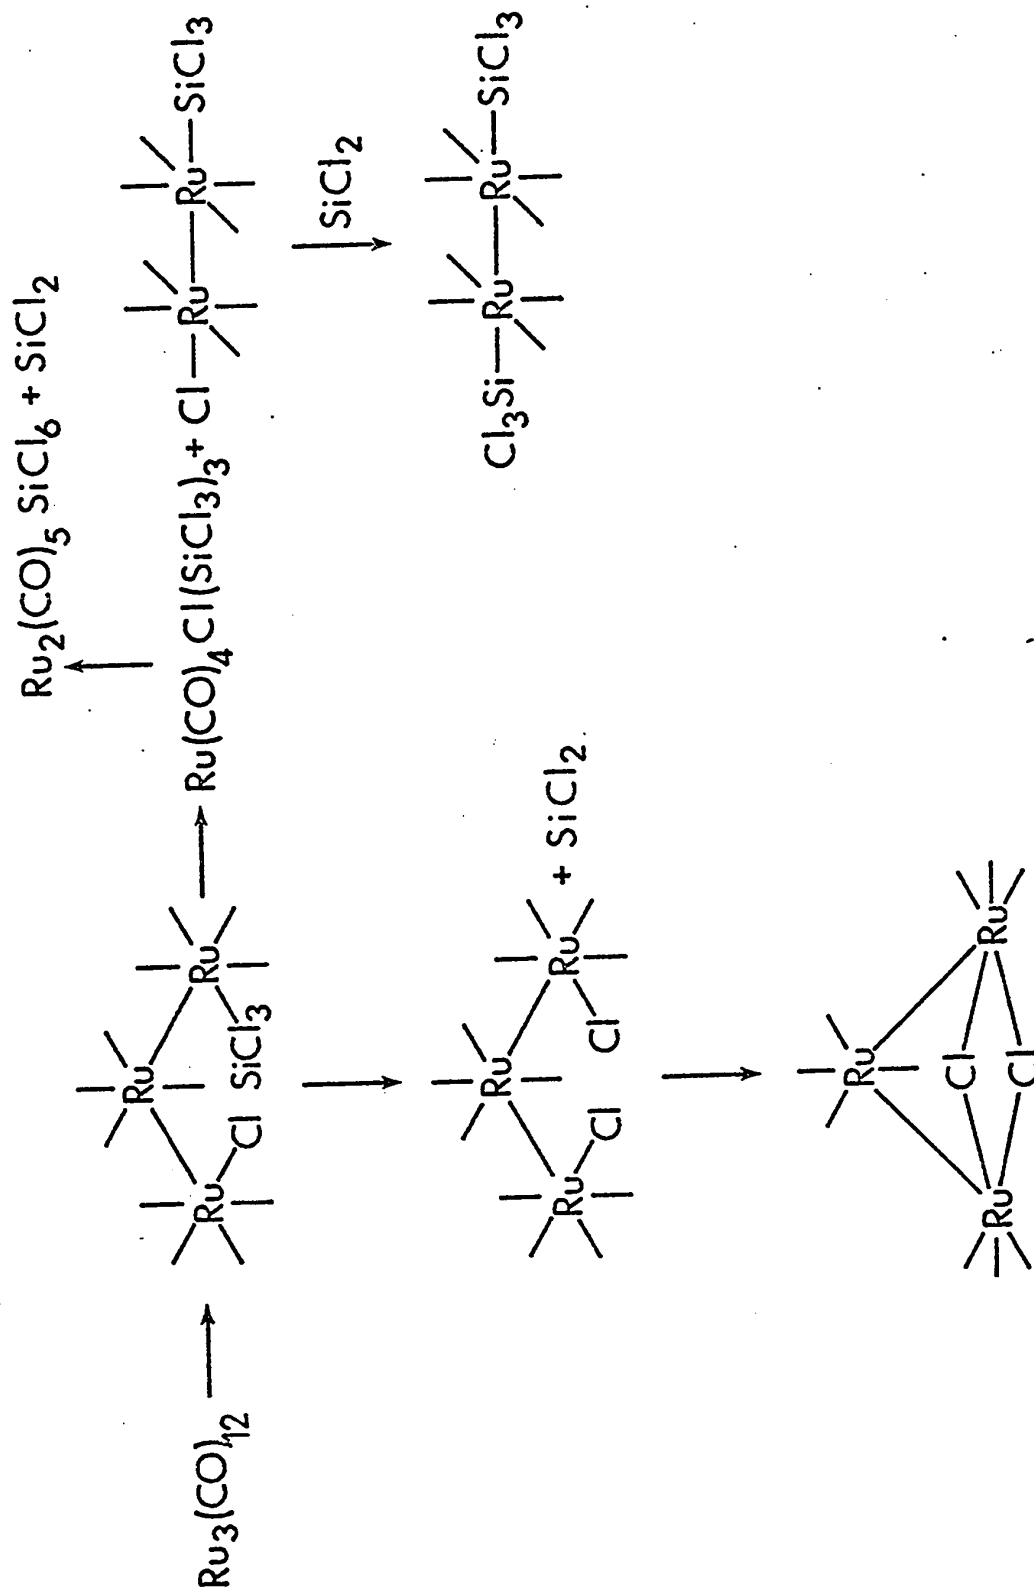 Ru2(CO)5 SiCl6 + SiCl2
Ru3(CO)12
Ru
Ru
Ru
Cl
SiCl3
Ru(CO)4Cl(SiCl3)3 + Cl—Ru—Ru—SiCl3
SiCl2
Ru
Ru
Ru
Cl
Cl
+ SiCl2
Cl3Si—Ru—Ru—SiCl3
Ru
Ru
Ru
Cl
Cl